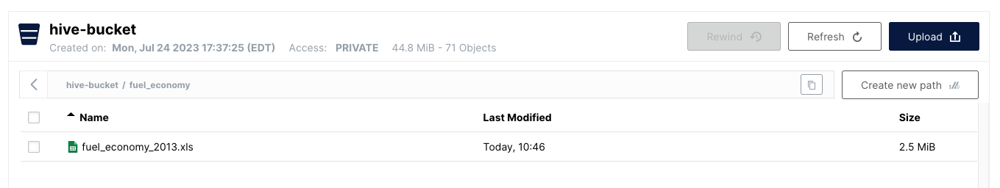 hive-bucket
Created on: Mon, Jul 24 2023 17:37:25 (EDT) Access: PRIVATE 44.8 MiB - 71 Objects
Rewind Refresh Upload
hive-bucket / fuel_economy
Create new path
Name Last Modified Size
fuel_economy_2013.xls Today, 10:46 2.5 MiB